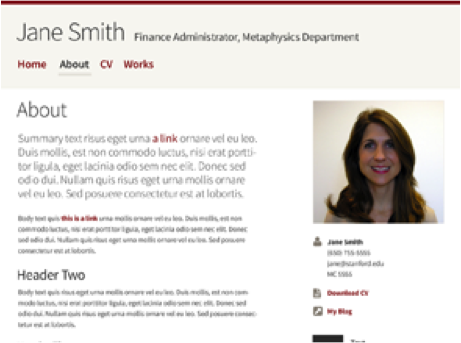 Jane Smith Finance Administrator, Metaphysics Department
Home About CV Works
About
Summary text risus eget urna a link ornare vel eu leo.
Duis mollis, est non commodo luctus, nisi erat portti-
tor ligula, eget lacinia odio sem nec elit. Donec sed
odio dui. Nullam quis risus eget urna mollis ornare
vel eu leo. Sed posuere consectetur est at lobortis.
Body text quis this is a link urna mollis ornare vel eu leo. Duis mollis, est non
commodo luctus, nisi erat porttitor ligula, eget lacinia odio sem nec elit. Donec
sed odio dui. Nullam quis risus eget urna mollis ornare vel eu leo. Sed posuere
consectetur est at lobortis.
Header Two
Body text quis risus eget urna mollis ornare vel eu leo. Duis mollis, est non com-
modo luctus, nisi erat porttitor ligula, eget lacinia odio sem nec elit. Donec sed
odio dui. Nullam quis risus eget urna mollis ornare vel eu leo. Sed posuere consec-
tetur est at lobortis.
Jane Smith
(650) 755-5555
jane@stanford.edu
MC 5555
Download CV
My Blog